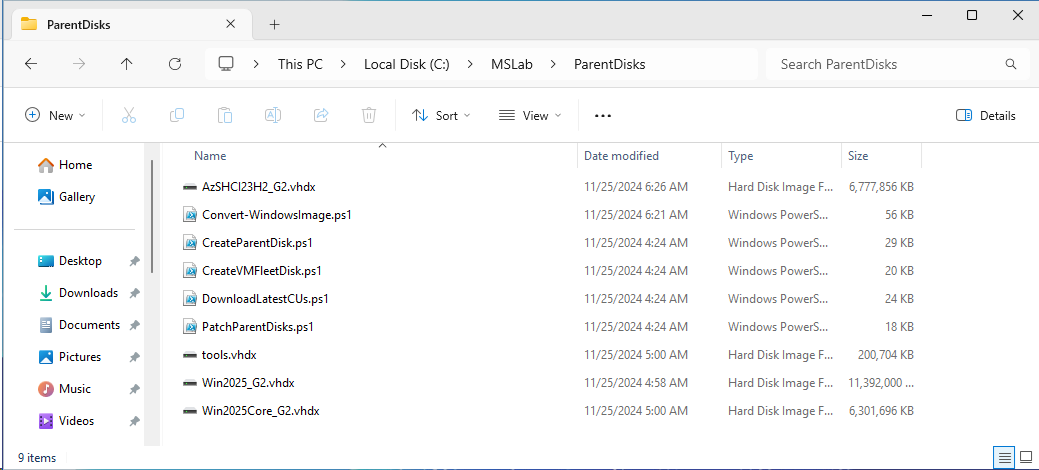 ParentDisks
This PC > Local Disk (C:) > MSLab > ParentDisks
Search ParentDisks
New
Sort
View
Details
Home
Gallery
Desktop
Downloads
Documents
Pictures
Music
Videos
Name Date modified Type Size
AzSHCI23H2_G2.vhdx 11/25/2024 6:26 AM Hard Disk Image F... 6,777,856 KB
Convert-WindowsImage.ps1 11/25/2024 6:21 AM Windows PowerS... 56 KB
CreateParentDisk.ps1 11/25/2024 4:24 AM Windows PowerS... 29 KB
CreateVMFleetDisk.ps1 11/25/2024 4:24 AM Windows PowerS... 20 KB
DownloadLatestCUs.ps1 11/25/2024 4:24 AM Windows PowerS... 24 KB
PatchParentDisks.ps1 11/25/2024 4:24 AM Windows PowerS... 18 KB
tools.vhdx 11/25/2024 5:00 AM Hard Disk Image F... 200,704 KB
Win2025_G2.vhdx 11/25/2024 4:58 AM Hard Disk Image F... 11,392,000 ...
Win2025Core_G2.vhdx 11/25/2024 5:00 AM Hard Disk Image F... 6,301,696 KB
9 items